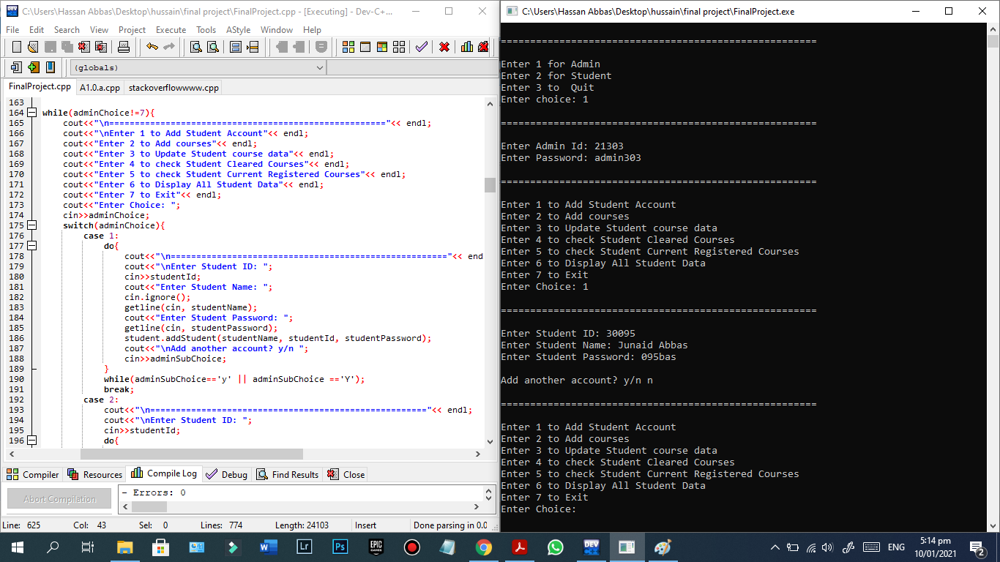 C:\Users\Hassan Abbas\Desktop\hussain\final project\FinalProject.cpp - [Executing] - Dev-C+...
File Edit Search View Project Execute Tools AStyle Window Help
(globals)
FinalProject.cpp A1.0.a.cpp stackoverflowwww.cpp
163
164 while(adminChoice!=7){
165 cout<<"\n==============================================="<< endl;
166 cout<<"\nEnter 1 to Add Student Account"<< endl;
167 cout<<"Enter 2 to Add courses"<< endl;
168 cout<<"Enter 3 to Update Student course data"<< endl;
169 cout<<"Enter 4 to check Student Cleared Courses"<< endl;
170 cout<<"Enter 5 to check Student Current Registered Courses"<< endl;
171 cout<<"Enter 6 to Display All Student Data"<< endl;
172 cout<<"Enter 7 to Exit"<< endl;
173 cout<<"Enter Choice: ";
174 cin>>adminChoice;
175 switch(adminChoice){
176 case 1:
177 do{
178 cout<<"\n==============================================="<< end
179 cout<<"\nEnter Student ID: ";
180 cin>>studentId;
181 cout<<"Enter Student Name: ";
182 cin.ignore();
183 getline(cin, studentName);
184 cout<<"Enter Student Password: ";
185 getline(cin, studentPassword);
186 student.addStudent(studentName, studentId, studentPassword);
187 cout<<"\nAdd another account? y/n ";
188 cin>>adminSubChoice;
189 }
190 while(adminSubChoice=='y' || adminSubChoice =='Y');
191 break;
192 case 2:
193 cout<<"\n==============================================="<< endl;
194 cout<<"\nEnter Student ID: ";
195 cin>>studentId;
196 do{
Compiler Resources Compile Log Debug Find Results Close
Abort Compilation
- Errors: 0
Line: 625 Col: 43 Sel: 0 Lines: 774 Length: 24103 Insert Done parsing in 0.0
C:\Users\Hassan Abbas\Desktop\hussain\final project\FinalProject.exe
======================================================
Enter 1 for Admin
Enter 2 for Student
Enter 3 to  Quit
Enter choice: 1
======================================================
Enter Admin Id: 21303
Enter Password: admin303
======================================================
Enter 1 to Add Student Account
Enter 2 to Add courses
Enter 3 to Update Student course data
Enter 4 to check Student Cleared Courses
Enter 5 to check Student Current Registered Courses
Enter 6 to Display All Student Data
Enter 7 to Exit
Enter Choice: 1
======================================================
Enter Student ID: 30095
Enter Student Name: Junaid Abbas
Enter Student Password: 095bas
Add another account? y/n n
======================================================
Enter 1 to Add Student Account
Enter 2 to Add courses
Enter 3 to Update Student course data
Enter 4 to check Student Cleared Courses
Enter 5 to check Student Current Registered Courses
Enter 6 to Display All Student Data
Enter 7 to Exit
Enter Choice:
W Lr Ps EPIC GAMES DEV DEV ENG 5:14 pm
10/01/2021 2